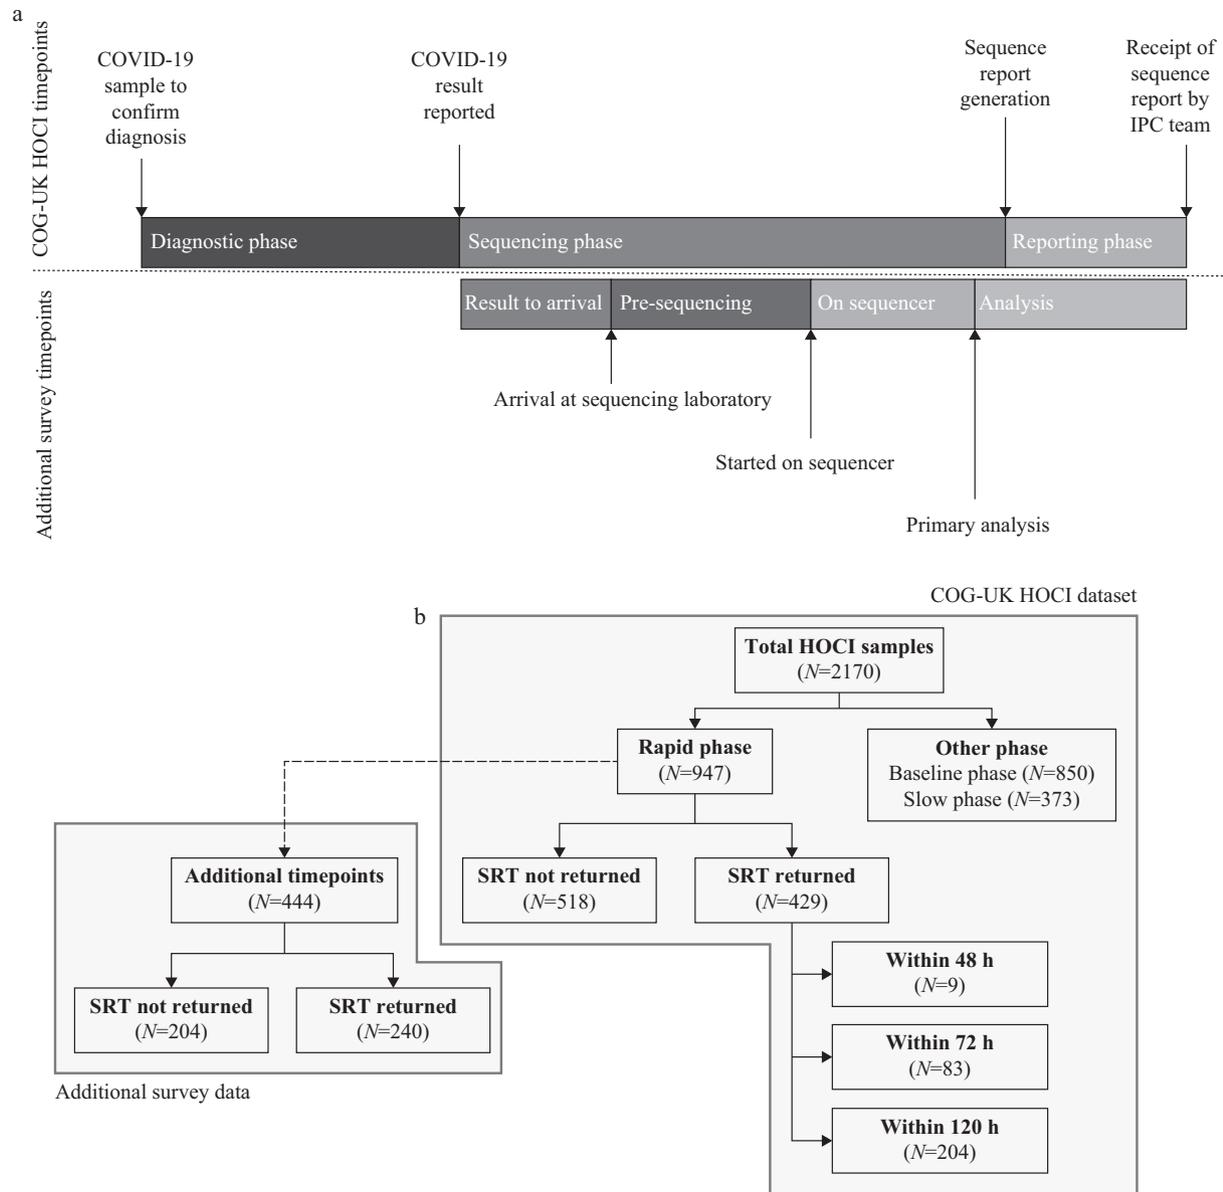 a
COG-UK HOCI timepoints
COVID-19
sample to
confirm
diagnosis
COVID-19
result
reported
Sequence
report
generation
Receipt of
sequence
report by
IPC team
Diagnostic phase
Sequencing phase
Reporting phase
Additional survey timepoints
Result to arrival
Pre-sequencing
On sequencer
Analysis
Arrival at sequencing laboratory
Started on sequencer
Primary analysis
b
COG-UK HOCI dataset
Total HOCI samples
(N=2170)
Rapid phase
(N=947)
Other phase
Baseline phase (N=850)
Slow phase (N=373)
Additional timepoints
(N=444)
SRT not returned
(N=518)
SRT returned
(N=429)
SRT not returned
(N=204)
SRT returned
(N=240)
Within 48 h
(N=9)
Within 72 h
(N=83)
Within 120 h
(N=204)
Additional survey data